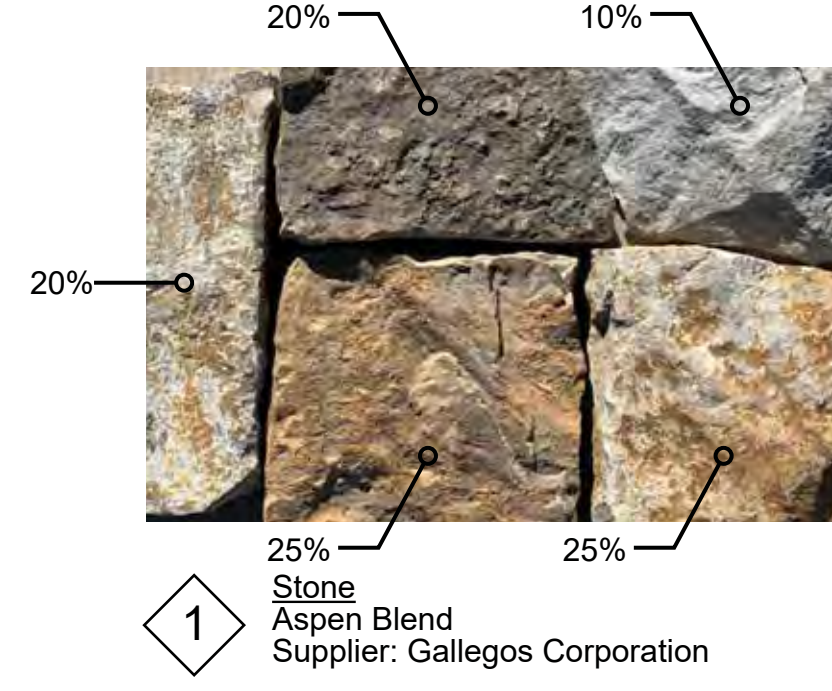 20%
10%
20%
25%
25%
1
Stone
Aspen Blend
Supplier: Gallegos Corporation